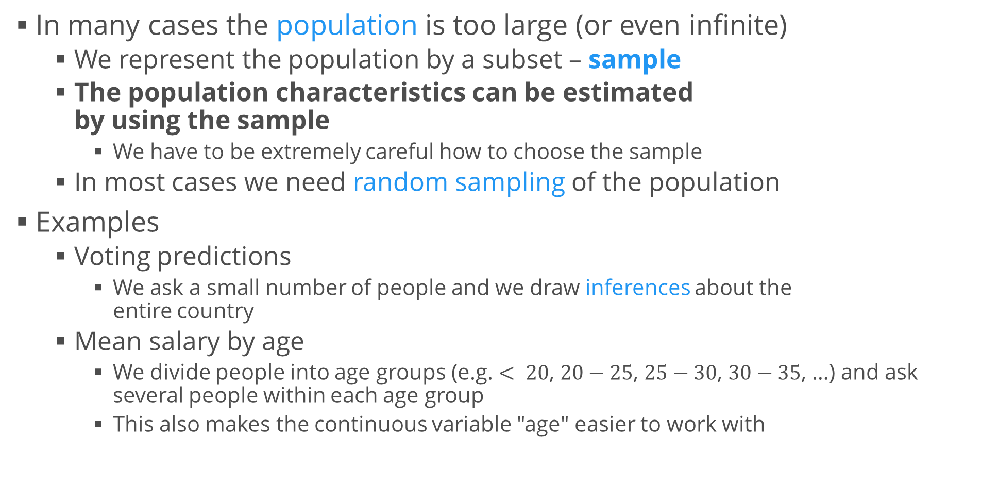 ▪ In many cases the population is too large (or even infinite)
▪ We represent the population by a subset – sample
▪ The population characteristics can be estimated
by using the sample
▪ We have to be extremely careful how to choose the sample
▪ In most cases we need random sampling of the population
▪ Examples
▪ Voting predictions
▪ We ask a small number of people and we draw inferences about the
entire country
▪ Mean salary by age
▪ We divide people into age groups (e.g. < 20, 20 − 25, 25 − 30, 30 − 35, …) and ask
several people within each age group
▪ This also makes the continuous variable "age" easier to work with